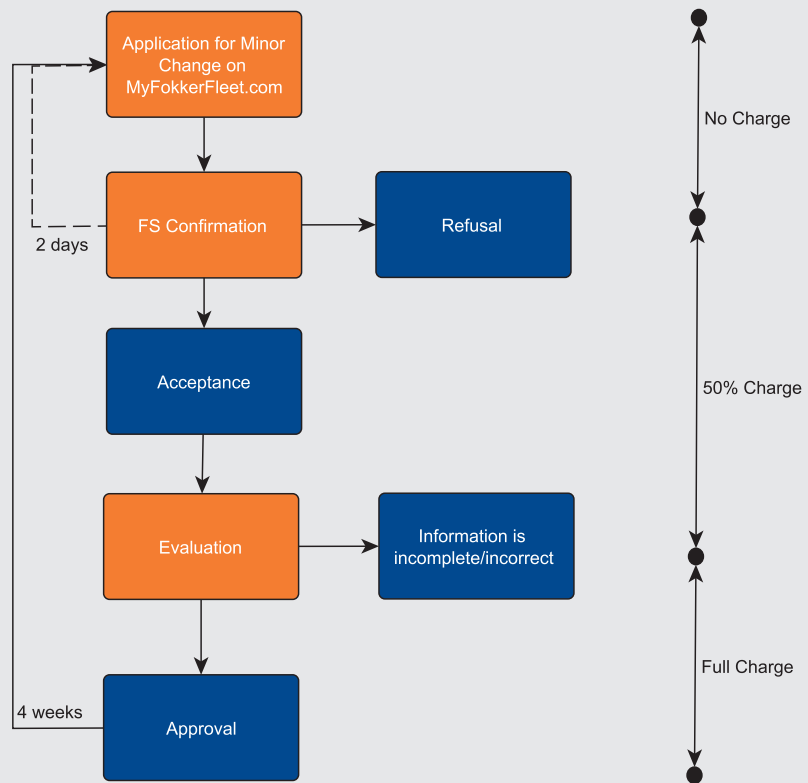 Application for Minor
Change on
MyFokkerFleet.com
No Charge
FS Confirmation
Refusal
2 days
Acceptance
50% Charge
Evaluation
Information is
incomplete/incorrect
Full Charge
4 weeks
Approval